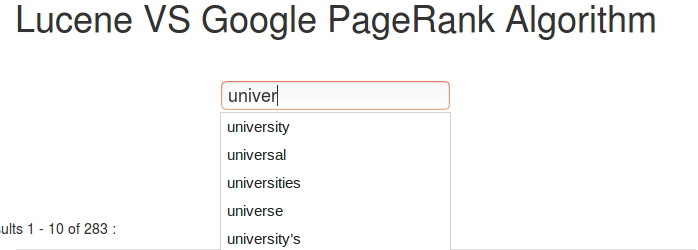 Lucene VS Google PageRank Algorithm
univer
university
universal
universities
universe
ults 1 - 10 of 283 :
university's